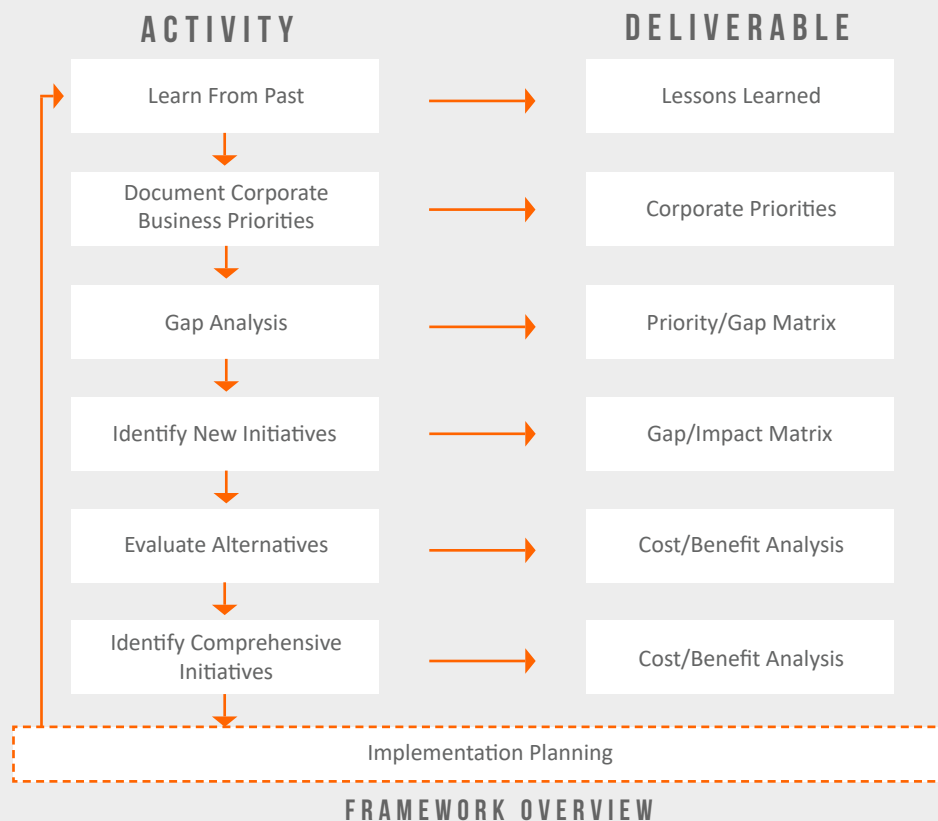 ACTIVITY
DELIVERABLE
Learn From Past
Lessons Learned
Document Corporate
Business Priorities
Corporate Priorities
Gap Analysis
Priority/Gap Matrix
Identify New Initiatives
Gap/Impact Matrix
Evaluate Alternatives
Cost/Benefit Analysis
Identify Comprehensive
Initiatives
Cost/Benefit Analysis
Implementation Planning
FRAMEWORK OVERVIEW